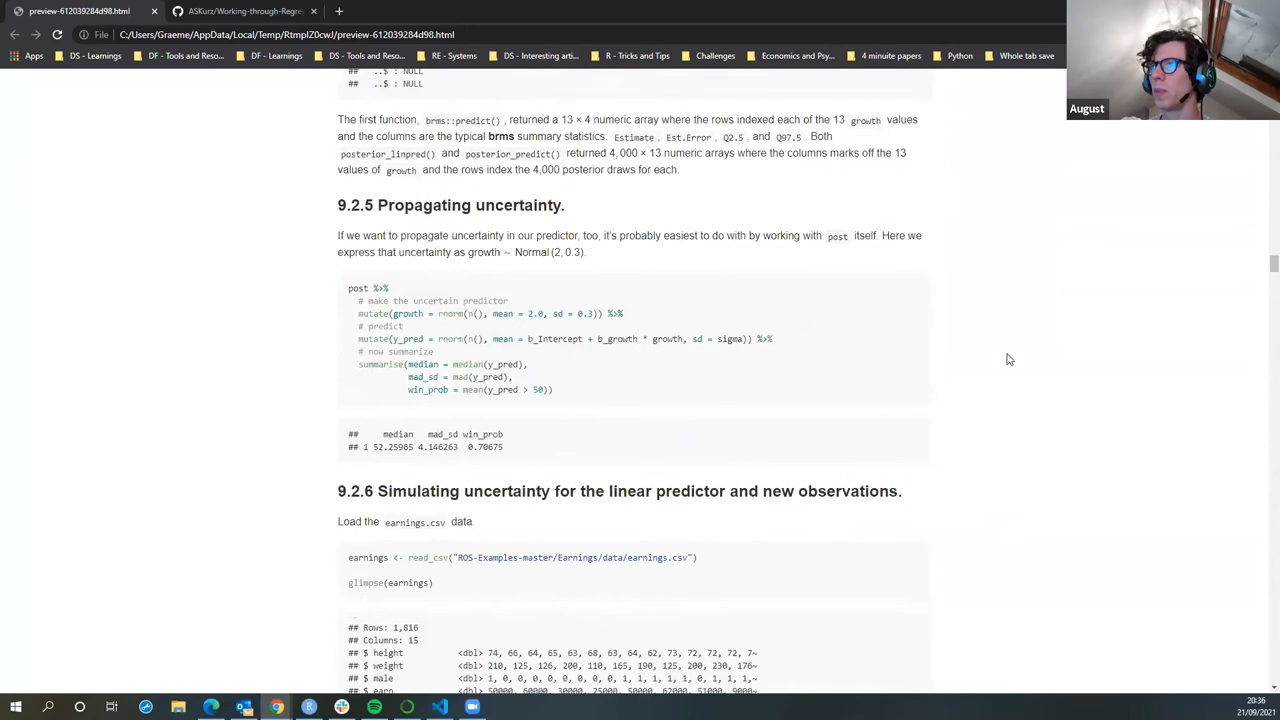 preview-612039284d98.html
ASKurz/Working-through-Regre
File
C:/Users/Graeme/AppData/Local/Temp/RtmpIZ0cwJ/preview-612039284d98.html
Apps
DS - Learnings
DF - Tools and Reso...
DS - Tools and Reso...
RE - Systems
DS - Interesting arti...
R - Tricks and Tips
Challenges
Economics and Psy...
4 minuite papers
Python
Whole tab save
August
## ..$ : NULL
## ..$ : NULL
The first function, brms::predict() , returned a 13 × 4 numeric array where the rows indexed each of the 13 growth values
and the columns are the typical brms summary statistics: Estimate , Est.Error , Q2.5 , and Q97.5 . Both
posterior_linpred() and posterior_predict() returned 4,000 × 13 numeric arrays where the columns marks off the 13
values of growth and the rows index the 4,000 posterior draws for each.
9.2.5 Propagating uncertainty.
If we want to propagate uncertainty in our predictor, too, it's probably easiest to do with by working with post itself. Here we
express that uncertainty as growth ~ Normal(2, 0.3).
post %>%
# make the uncertain predictor
mutate(growth = rnorm(n(), mean = 2.0, sd = 0.3)) %>%
# predict
mutate(y_pred = rnorm(n(), mean = b_Intercept + b_growth * growth, sd = sigma)) %>%
# now summarize
summarise(median = median(y_pred),
mad_sd = mad(y_pred),
win_prob = mean(y_pred > 50))
## median mad_sd win_prob
## 1 52.25965 4.146263 0.70675
9.2.6 Simulating uncertainty for the linear predictor and new observations.
Load the earnings.csv data.
earnings <- read_csv("ROS-Examples-master/Earnings/data/earnings.csv")
glimpse(earnings)
## Rows: 1,816
## Columns: 15
## $ height <dbl> 74, 66, 64, 65, 63, 68, 63, 64, 62, 73, 72, 72, 72, 7~
## $ weight <dbl> 210, 125, 126, 200, 110, 165, 190, 125, 200, 230, 176~
## $ male <dbl> 1, 0, 0, 0, 0, 0, 0, 0, 0, 1, 1, 1, 1, 1, 0, 1, 1, 1,~
## $ earn <dbl> 50000, 60000, 30000, 25000, 50000, 62000, 51000, 9000~
20:36
21/09/2021